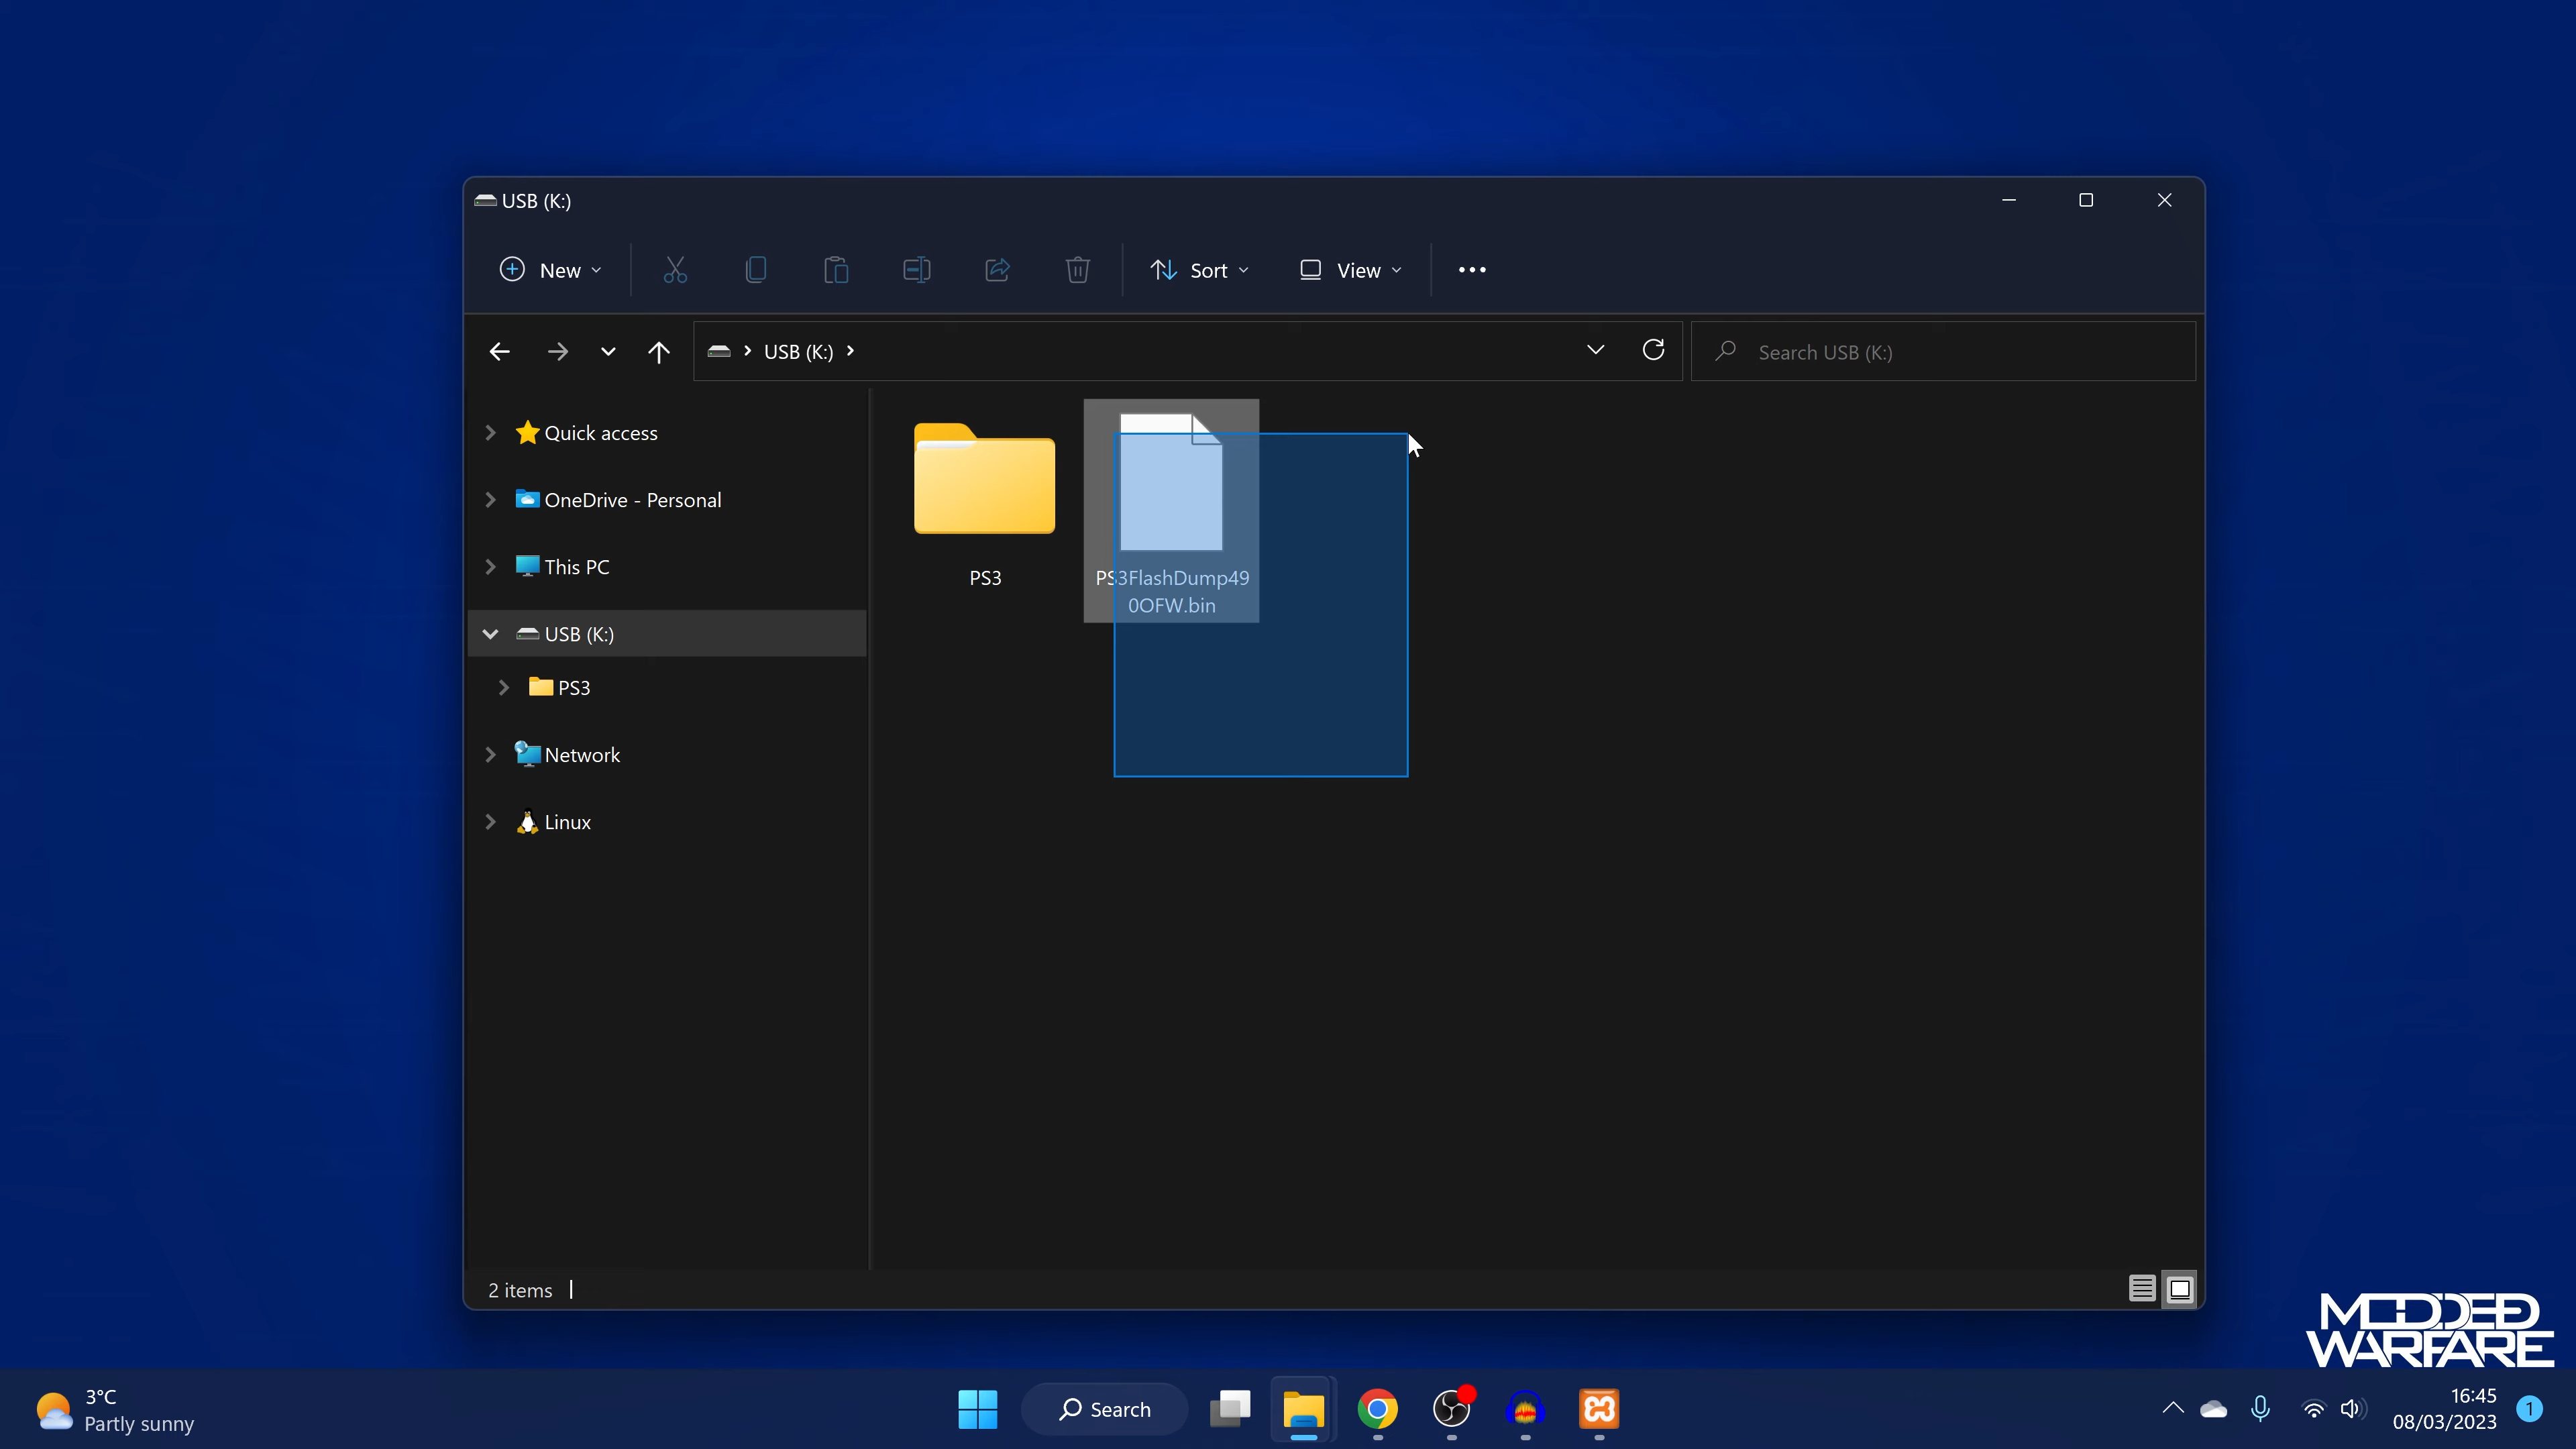 USB (K:)
New
Sort
View
USB (K:)
Search USB (K:)
Quick access
OneDrive - Personal
This PC
USB (K:)
PS3
Network
Linux
PS3
PS3FlashDump49
0OFW.bin
2 items
MODDED
WARFARE
3°C
Partly sunny
Search
16:45
08/03/2023
1